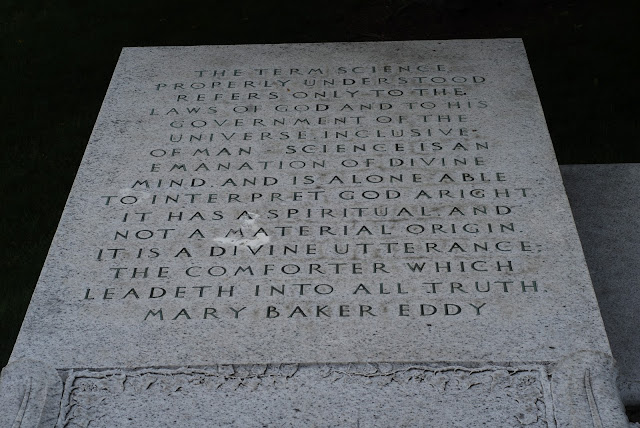 THE TERM SCIENCE
PROPERLY UNDERSTOOD
REFERS ONLY TO THE
LAWS OF GOD AND TO HIS
GOVERNMENT OF THE
UNIVERSE INCLUSIVE
OF MAN SCIENCE IS AN
EMANATION OF DIVINE
MIND, AND IS ALONE ABLE
TO INTERPRET GOD ARIGHT
IT HAS A SPIRITUAL, AND
NOT A MATERIAL ORIGIN.
IT IS A DIVINE UTTERANCE,
THE COMFORTER WHICH
LEADETH INTO ALL TRUTH.
MARY BAKER EDDY